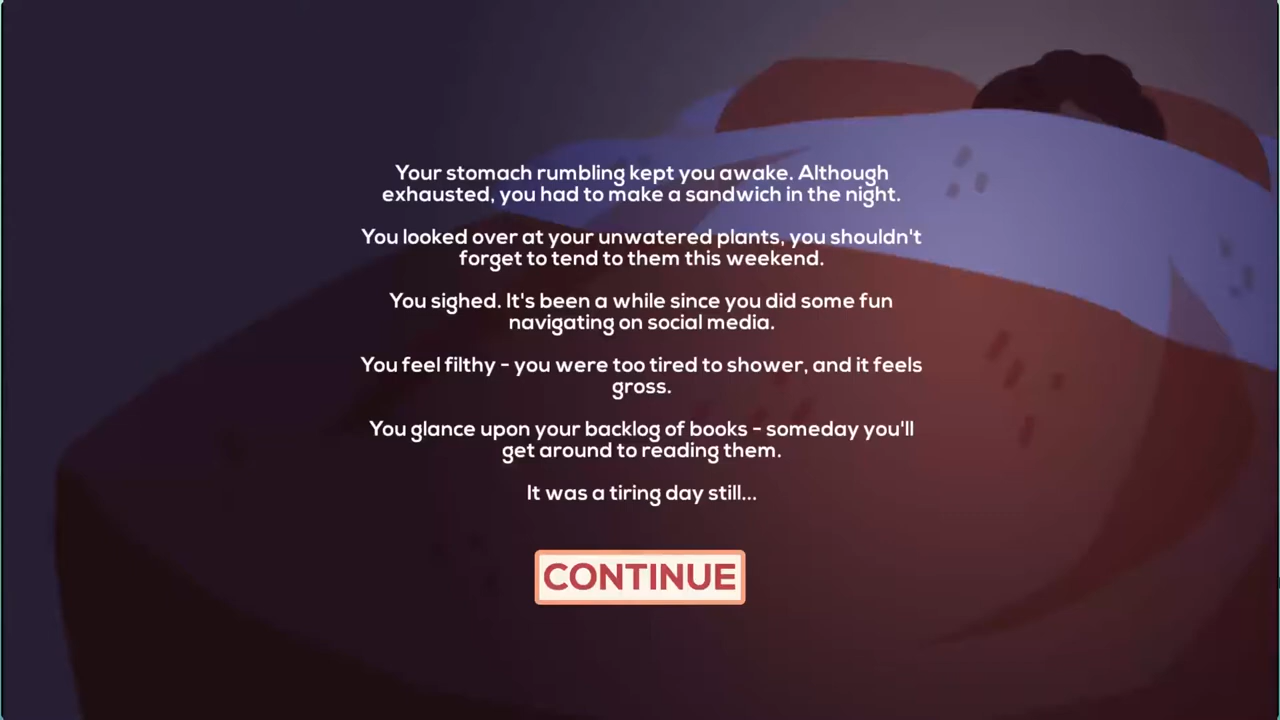 Your stomach rumbling kept you awake. Although
exhausted, you had to make a sandwich in the night.
You looked over at your unwatered plants, you shouldn't
forget to tend to them this weekend.
You sighed. It's been a while since you did some fun
navigating on social media.
You feel filthy - you were too tired to shower, and it feels
gross.
You glance upon your backlog of books - someday you'll
get around to reading them.
It was a tiring day still...
CONTINUE